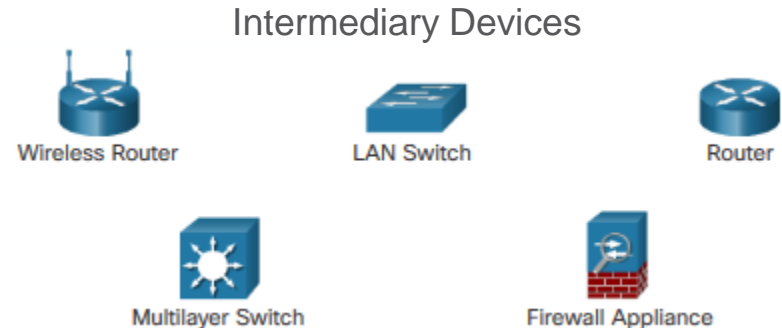 Intermediary Devices
Wireless Router
LAN Switch
Router
Multilayer Switch
Firewall Appliance